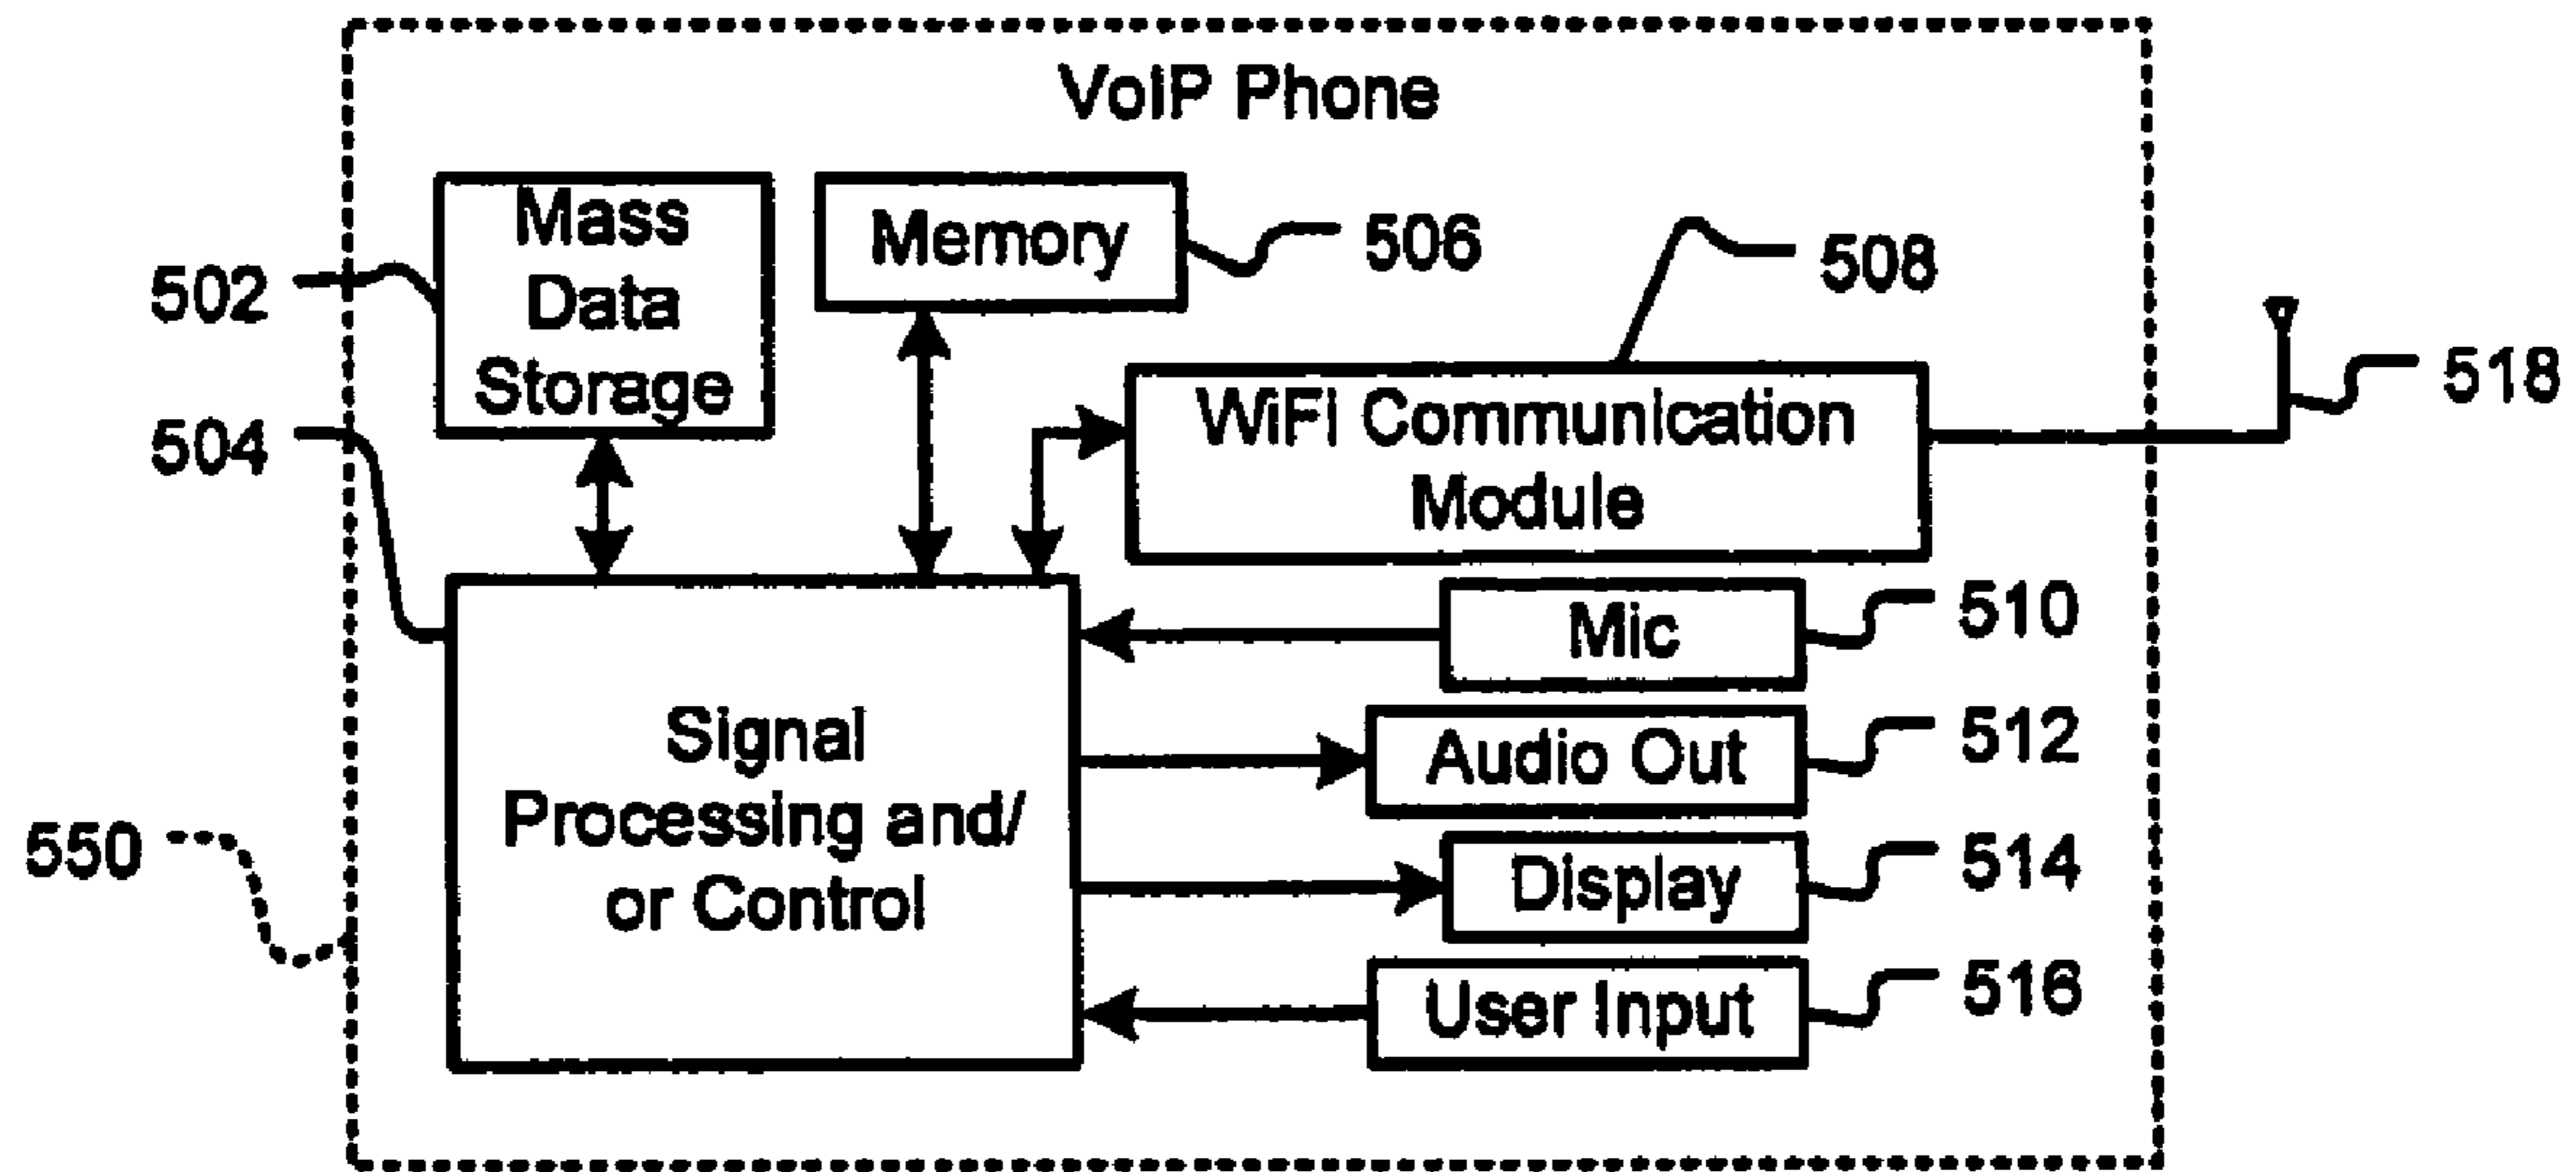 VoIP Phone
Mass
Data
Storage
Memory
506
508
502
504
WiFi Communication
Module
518
Mic
510
Signal
Processing and/
or Control
Audio Out
512
550
Display
514
User Input
516